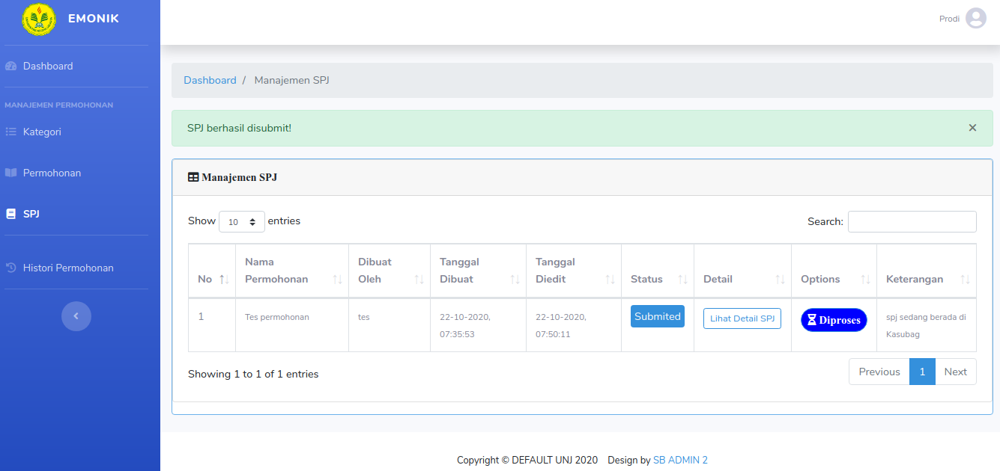 EMONIK
Prodi
Dashboard
MANAJEMEN PERMOHONAN
Kategori
Permohonan
SPJ
Histori Permohonan
Dashboard / Manajemen SPJ
SPJ berhasil disubmit! ×
Manajemen SPJ
Show 10 entries
Search:
No Nama Permohonan Dibuat Oleh Tanggal Dibuat Tanggal Diedit Status Detail Options Keterangan
1 Tes permohonan tes 22-10-2020, 07:35:53 22-10-2020, 07:50:11 Submited Lihat Detail SPJ Diproses spj sedang berada di Kasubag
Showing 1 to 1 of 1 entries
Previous 1 Next
Copyright © DEFAULT UNJ 2020 Design by SB ADMIN 2